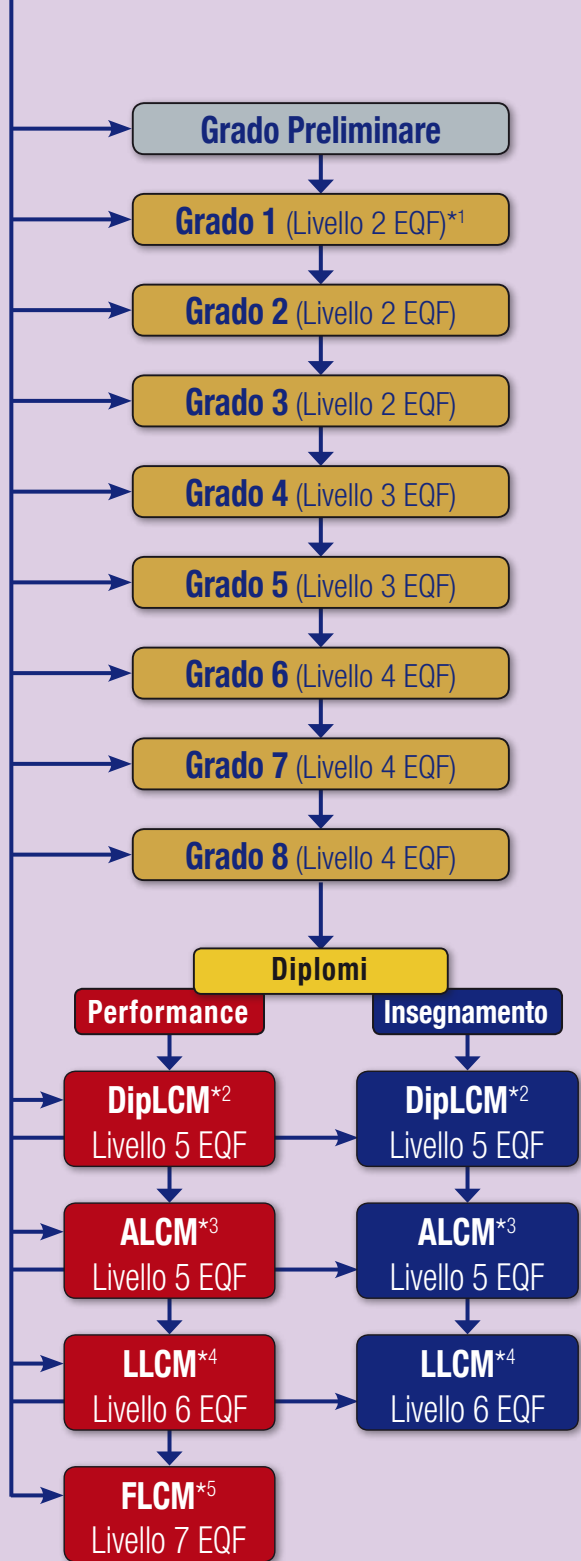 Grado Preliminare
Grado 1 (Livello 2 EQF)*1
Grado 2 (Livello 2 EQF)
Grado 3 (Livello 2 EQF)
Grado 4 (Livello 3 EQF)
Grado 5 (Livello 3 EQF)
Grado 6 (Livello 4 EQF)
Grado 7 (Livello 4 EQF)
Grado 8 (Livello 4 EQF)
Diplomi
Performance
Insegnamento
DipLCM*2
Livello 5 EQF
DipLCM*2
Livello 5 EQF
ALCM*3
Livello 5 EQF
ALCM*3
Livello 5 EQF
LLCM*4
Livello 6 EQF
LLCM*4
Livello 6 EQF
FLCM*5
Livello 7 EQF